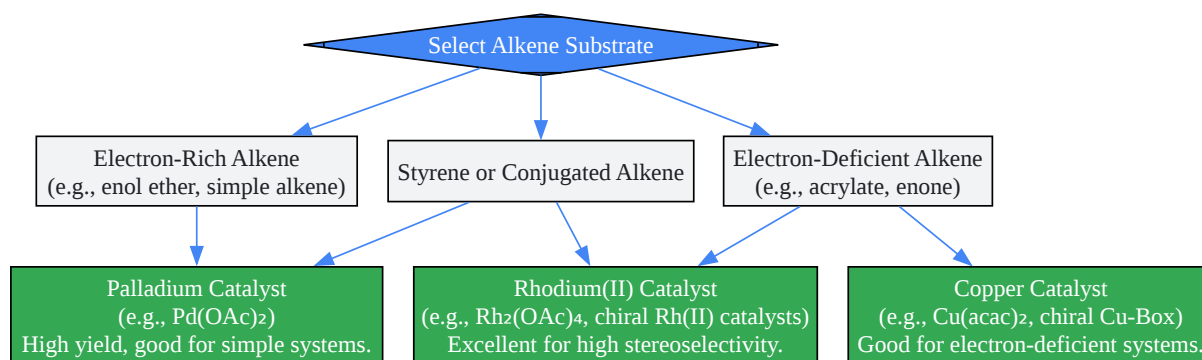 Select Alkene Substrate
Electron-Rich Alkene
(e.g., enol ether, simple alkene)
Styrene or Conjugated Alkene
Electron-Deficient Alkene
(e.g., acrylate, enone)
Palladium Catalyst
(e.g., Pd(OAc)₂)
High yield, good for simple systems.
Rhodium(II) Catalyst
(e.g., Rh₂(OAc)₄, chiral Rh(II) catalysts)
Excellent for high stereoselectivity.
Copper Catalyst
(e.g., Cu(acac)₂, chiral Cu-Box)
Good for electron-deficient systems.